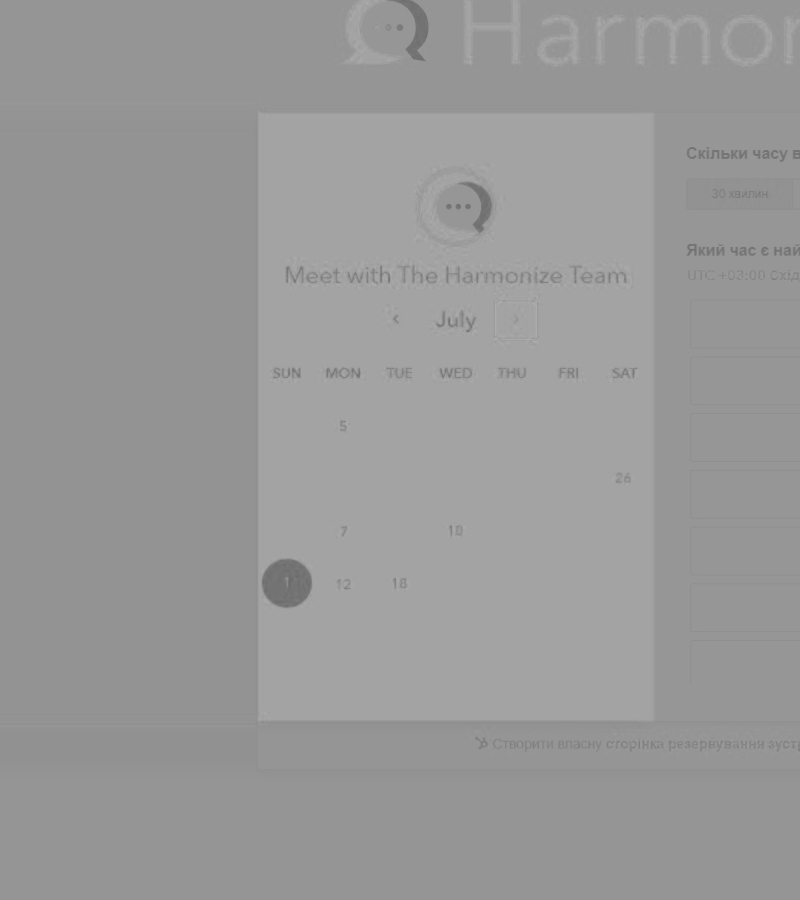 Harmon
Meet with The Harmonize Team
July
SUN MON TUE WED THU FRI SAT
5
26
7 18
1 12 18
Скільки часу в
30 хвилин
Який час є най
UTC +03:00 Схід
Створити власну сторінка резервування зуст